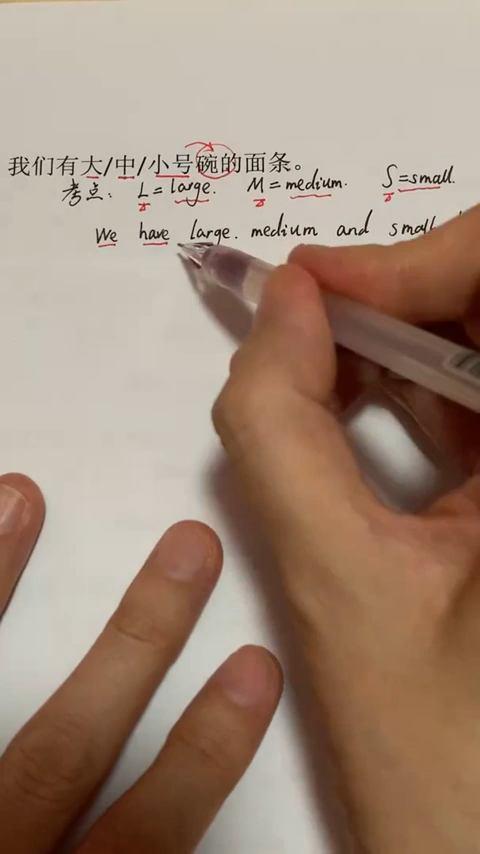 我们有大/中/小号碗的面条。
考点: L = large. M = medium. S = small.
We have large. medium and small